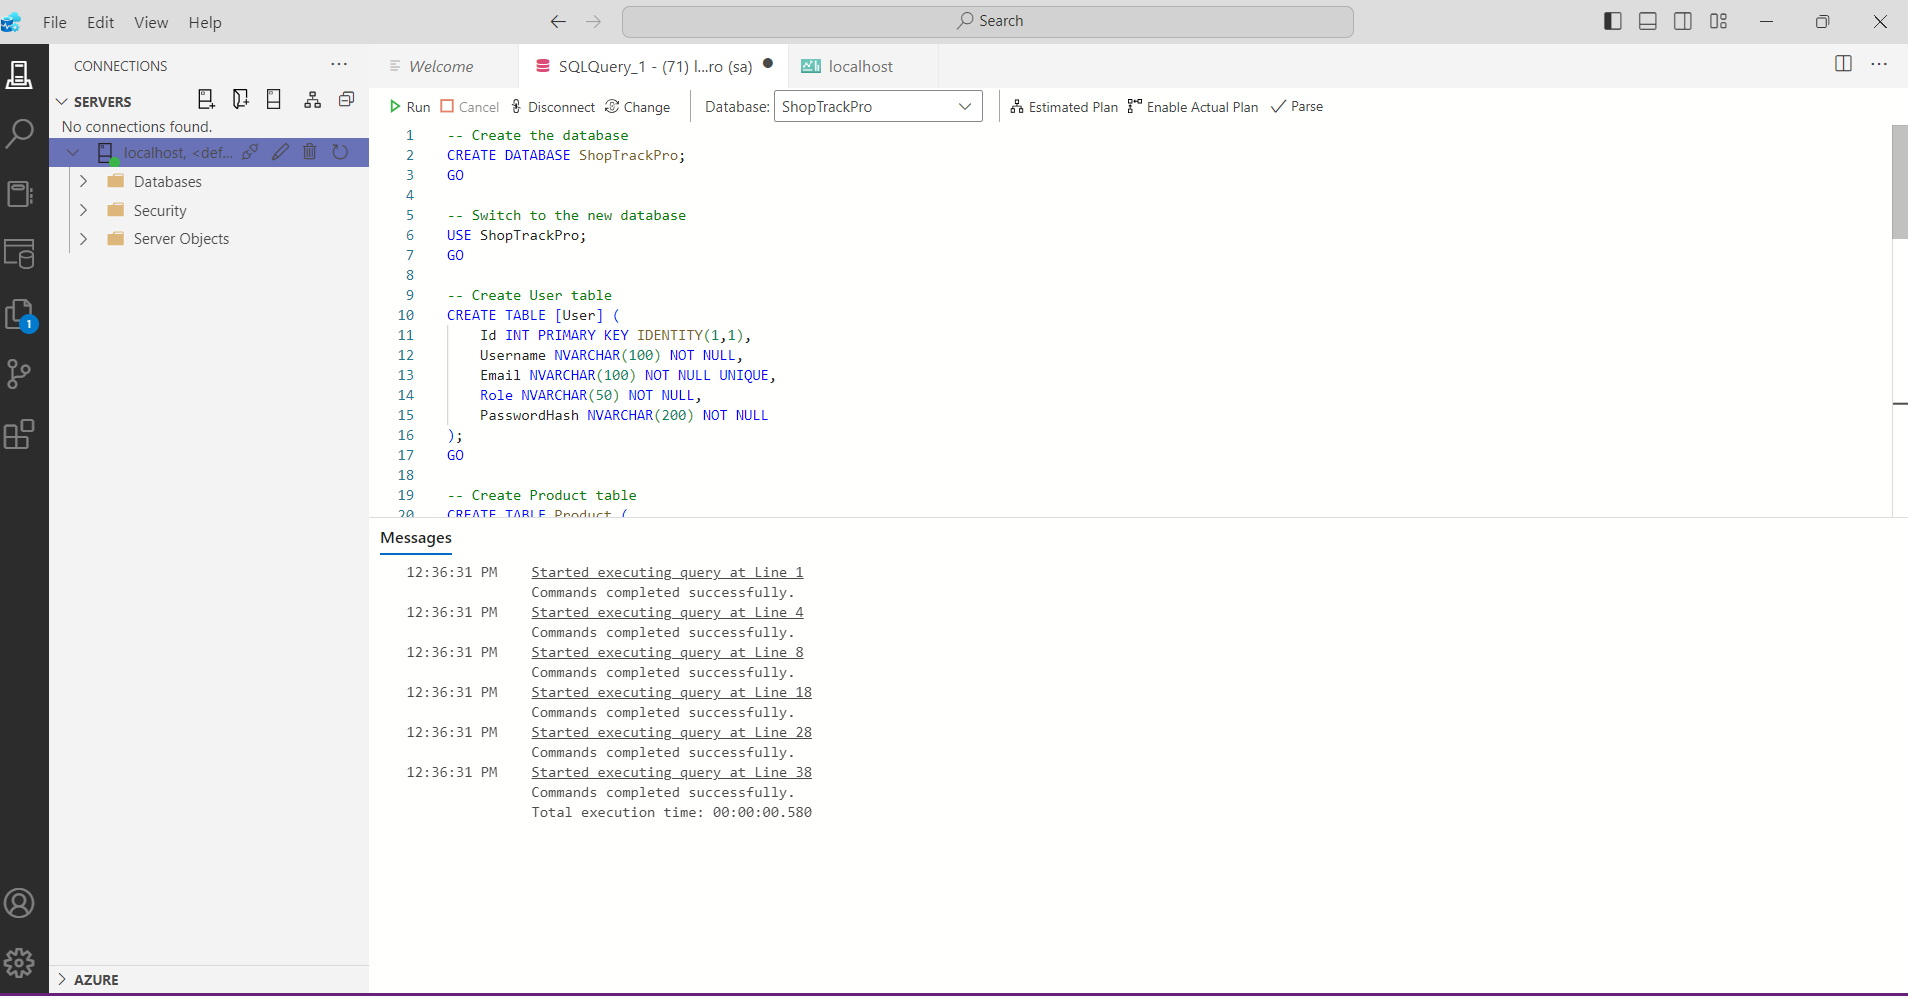 File Edit View Help
Search
CONNECTIONS
Welcome
SQLQuery_1 - (71) l...ro (sa)
localhost
SERVERS
Run Cancel Disconnect Change Database: ShopTrackPro Estimated Plan Enable Actual Plan Parse
No connections found.
localhost, <def...
Databases
Security
Server Objects
1 -- Create the database
2 CREATE DATABASE ShopTrackPro;
3 GO
4
5 -- Switch to the new database
6 USE ShopTrackPro;
7 GO
8
9 -- Create User table
10 CREATE TABLE [User] (
11 Id INT PRIMARY KEY IDENTITY(1,1),
12 Username NVARCHAR(100) NOT NULL,
13 Email NVARCHAR(100) NOT NULL UNIQUE,
14 Role NVARCHAR(50) NOT NULL,
15 PasswordHash NVARCHAR(200) NOT NULL
16 );
17 GO
18
19 -- Create Product table
20 CREATE TABLE Product (
1
Messages
12:36:31 PM Started executing query at Line 1
Commands completed successfully.
12:36:31 PM Started executing query at Line 4
Commands completed successfully.
12:36:31 PM Started executing query at Line 8
Commands completed successfully.
12:36:31 PM Started executing query at Line 18
Commands completed successfully.
12:36:31 PM Started executing query at Line 28
Commands completed successfully.
12:36:31 PM Started executing query at Line 38
Commands completed successfully.
Total execution time: 00:00:00.580
AZURE